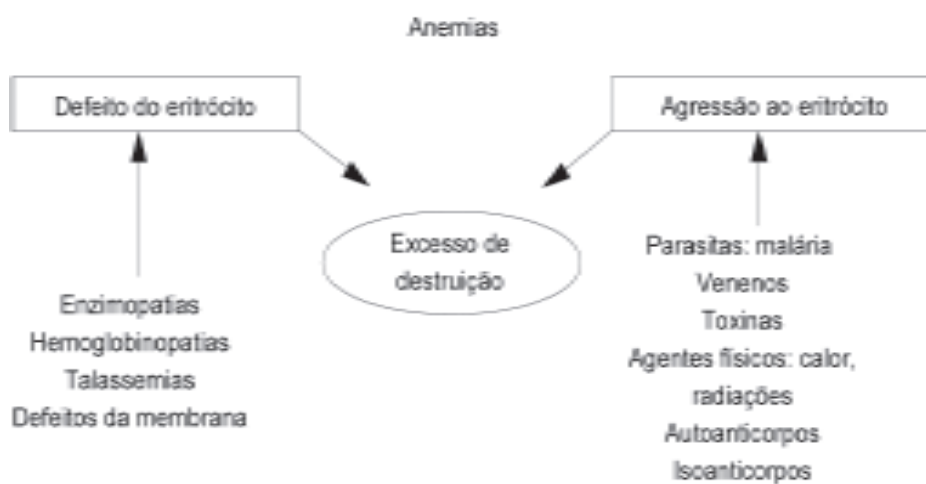 Anemias
Defeito do eritrócito
Agressão ao eritrócito
Excesso de
destruição
Enzimopatias
Hemoglobinopatias
Talassemias
Defeitos da membrana
Parasitas: malária
Venenos
Toxinas
Agentes físicos: calor,
radiações
Autoanticorpos
Isoanticorpos